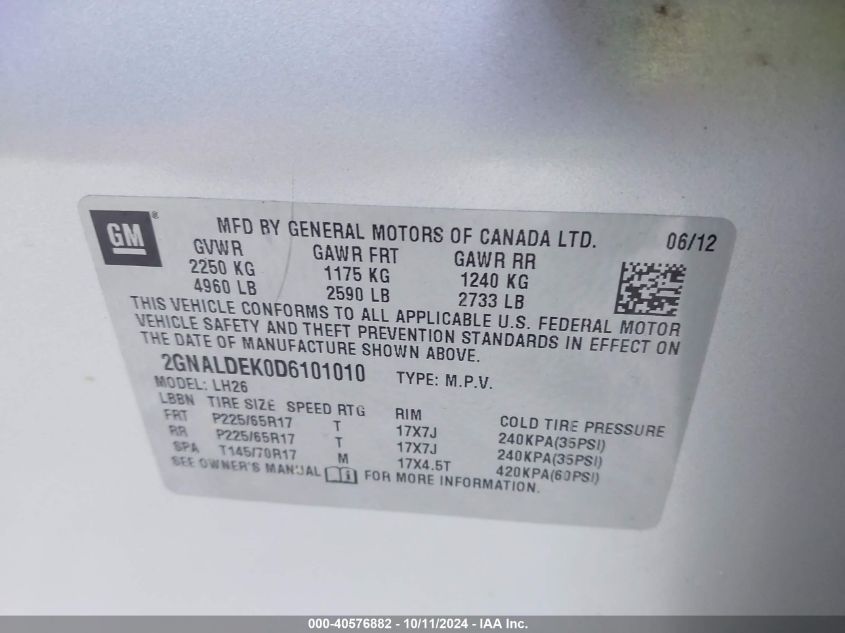 GM ®
MFD BY GENERAL MOTORS OF CANADA LTD. 06/12
GVWR GAWR FRT GAWR RR
2250 KG 1175 KG 1240 KG
4960 LB 2590 LB 2733 LB
THIS VEHICLE CONFORMS TO ALL APPLICABLE U.S. FEDERAL MOTOR
VEHICLE SAFETY AND THEFT PREVENTION STANDARDS IN EFFECT ON
THE DATE OF MANUFACTURE SHOWN ABOVE.
2GNALDEK0D6101010 TYPE: M.P.V.
MODEL: LH26
LBBN TIRE SIZE SPEED RTG RIM COLD TIRE PRESSURE
FRT P225/65R17 T 17X7J 240KPA(35PSI)
RR P225/65R17 T 17X7J 240KPA(35PSI)
SPA T145/70R17 M 17X4.5T 420KPA(60PSI)
SEE OWNER'S MANUAL FOR MORE INFORMATION.
000-40576882 - 10/11/2024 - IAA Inc.